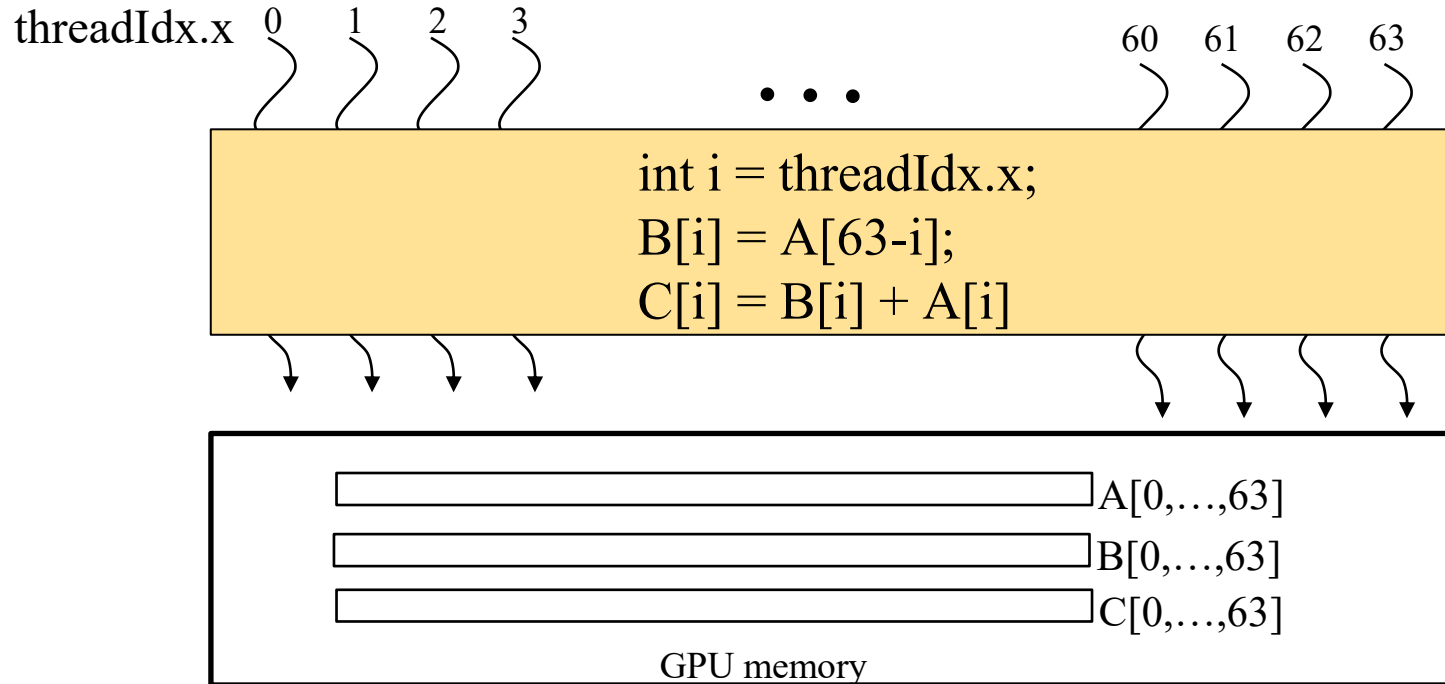 threadIdx.x 0 1 2 3 60 61 62 63
• • •
int i = threadIdx.x;
B[i] = A[63-i];
C[i] = B[i] + A[i]
A[0,…,63]
B[0,…,63]
C[0,…,63]
GPU memory